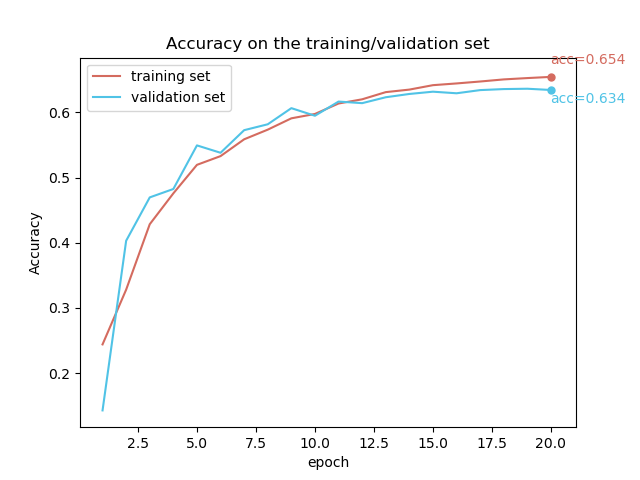 Accuracy on the training/validation set
acc=0.654
training set
validation set
acc=0.634
0.6
0.5
0.4
0.3
0.2
Accuracy
2.5 5.0 7.5 10.0 12.5 15.0 17.5 20.0
epoch